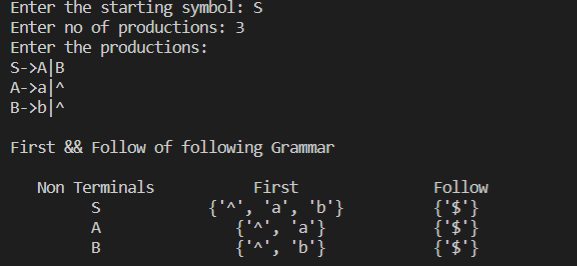 Enter the starting symbol: S
Enter no of productions: 3
Enter the productions:
S->A|B
A->a|^
B->b|^
First && Follow of following Grammar
Non Terminals First Follow
S {'^', 'a', 'b'} {'$'}
A {'^', 'a'} {'$'}
B {'^', 'b'} {'$'}